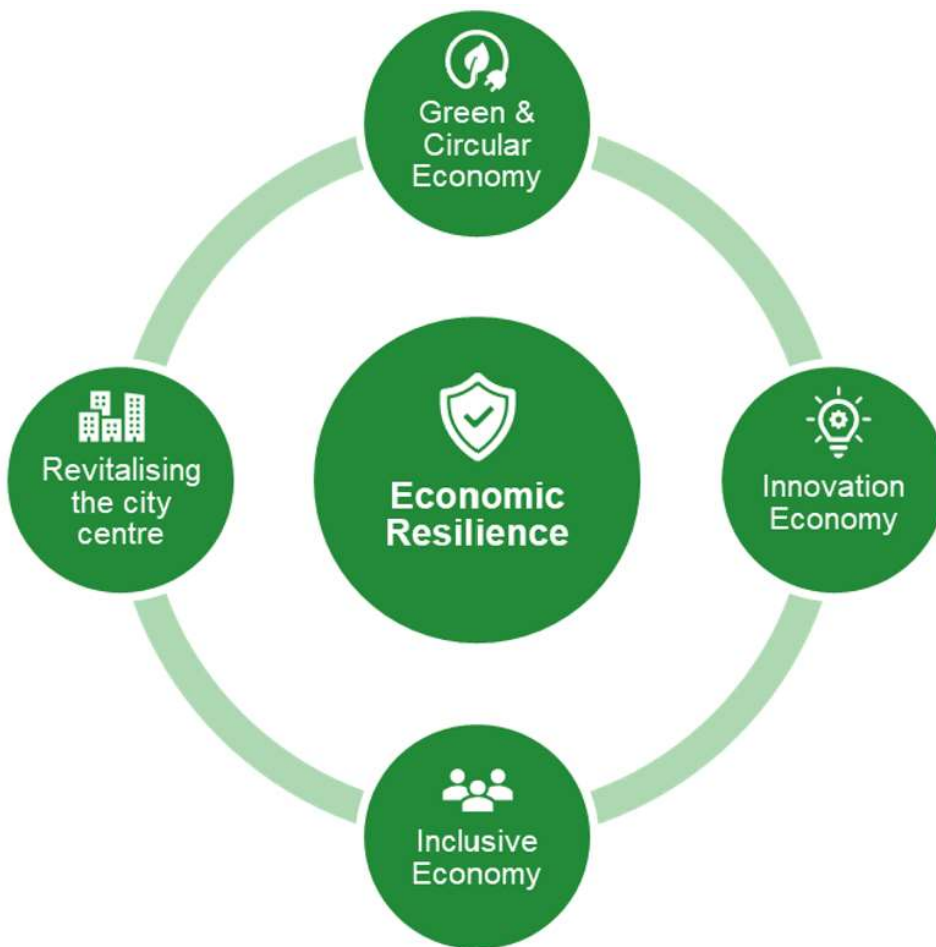 Green &
Circular
Economy
Revitalising
the city
centre
Economic
Resilience
Innovation
Economy
Inclusive
Economy